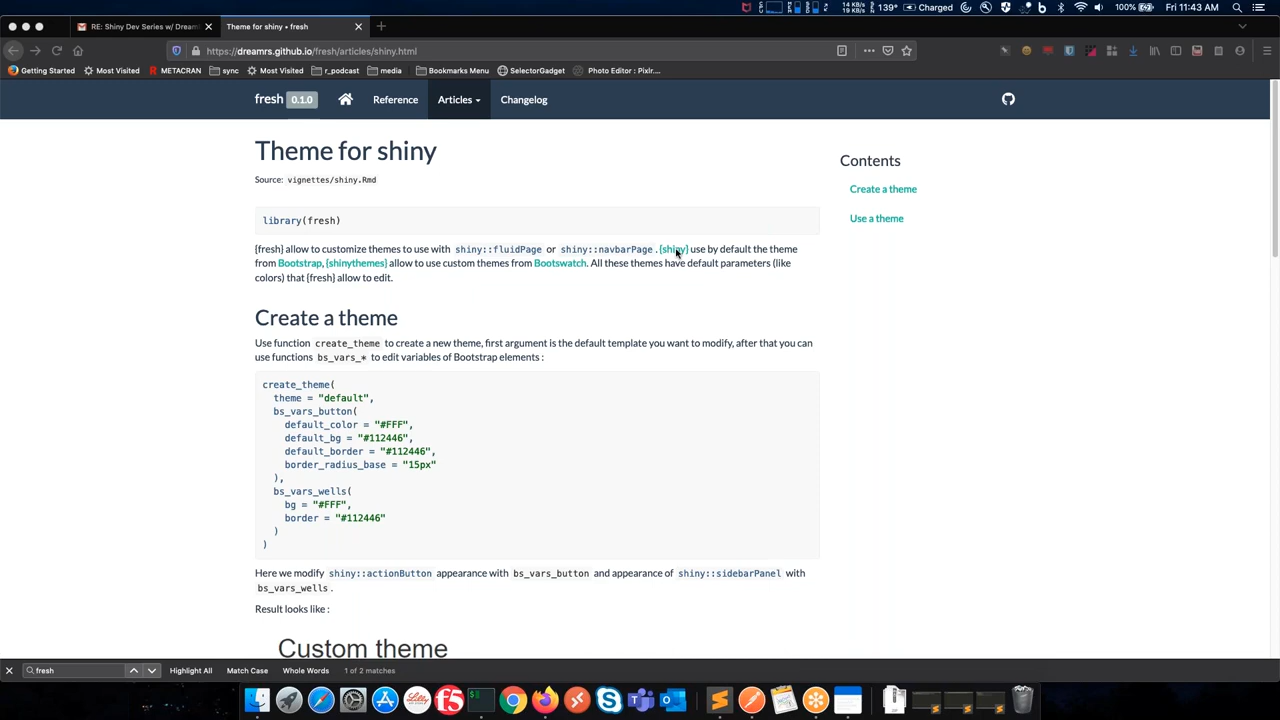 14 KB/s
19 KB/s
139°
Charged
100%
Fri 11:43 AM
RE: Shiny Dev Series w/ Dream
Theme for shiny • fresh
https://dreamrs.github.io/fresh/articles/shiny.html
Getting Started
Most Visited
METACRAN
sync
Most Visited
r_podcast
media
Bookmarks Menu
SelectorGadget
Photo Editor : Pixlr....
fresh 0.1.0
Reference
Articles
Changelog
Theme for shiny
Source: vignettes/shiny.Rmd
Contents
Create a theme
Use a theme
library(fresh)
{fresh} allow to customize themes to use with shiny::fluidPage or shiny::navbarPage.{shiny} use by default the theme
from Bootstrap, {shinythemes} allow to use custom themes from Bootswatch. All these themes have default parameters (like
colors) that {fresh} allow to edit.
Create a theme
Use function create_theme to create a new theme, first argument is the default template you want to modify, after that you can
use functions bs_vars_* to edit variables of Bootstrap elements :
create_theme(
theme = "default",
bs_vars_button(
default_color = "#FFF",
default_bg = "#112446",
default_border = "#112446",
border_radius_base = "15px"
),
bs_vars_wells(
bg = "#FFF",
border = "#112446"
)
)
Here we modify shiny::actionButton appearance with bs_vars_button and appearance of shiny::sidebarPanel with
bs_vars_wells.
Result looks like :
Custom theme
fresh
Highlight All
Match Case
Whole Words
1 of 2 matches
Lilly
f5